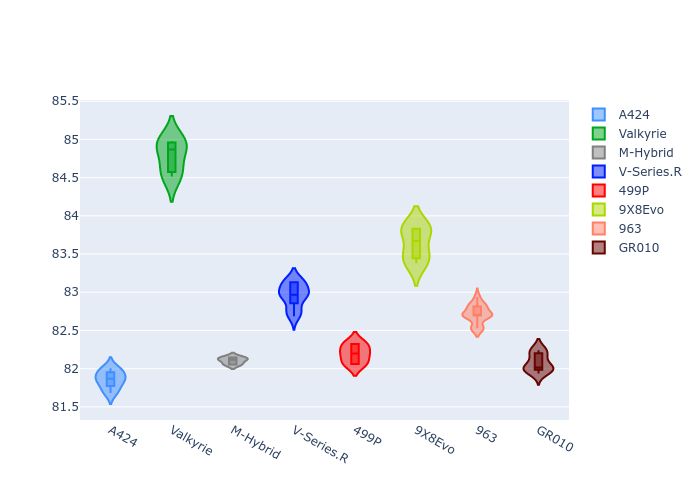 85.5
85
84.5
84
83.5
83
82.5
82
81.5
A424
Valkyrie
M-Hybrid
V-Series.R
499P
9X8Evo
963
GR010
A424
Valkyrie
M-Hybrid
V-Series.R
499P
9X8Evo
963
GR010